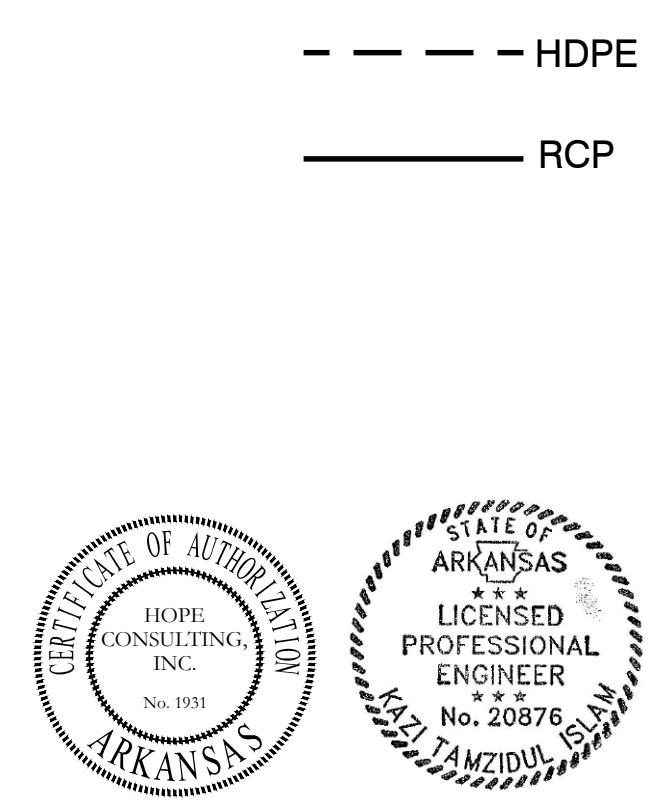 HDPE
RCP
CERTIFICATE OF AUTHORIZATION
HOPE
CONSULTING,
INC.
No. 1931
ARKANSAS
STATE OF
ARKANSAS
LICENSED
PROFESSIONAL
ENGINEER
No. 20876
KAZI TAMZIDUL ISLAM